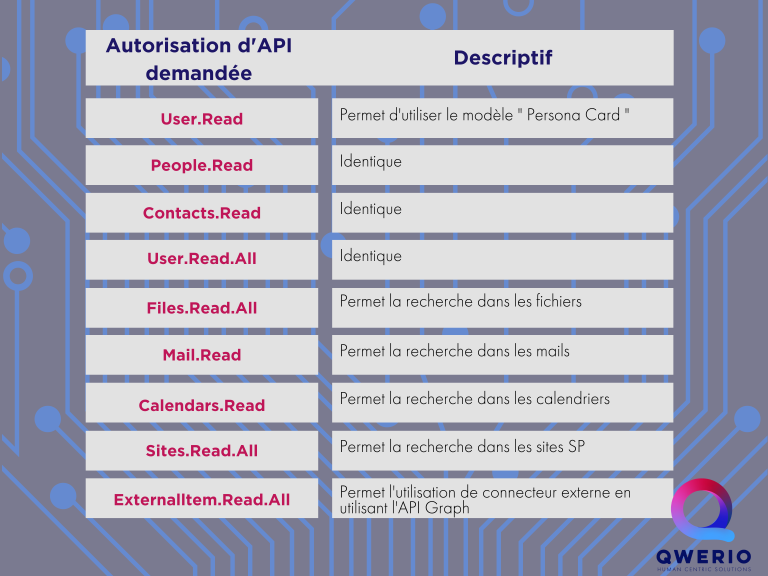 Autorisation d'API
demandée
Descriptif
User.Read
Permet d'utiliser le modèle " Persona Card "
People.Read
Identique
Contacts.Read
Identique
User.Read.All
Identique
Files.Read.All
Permet la recherche dans les fichiers
Mail.Read
Permet la recherche dans les mails
Calendars.Read
Permet la recherche dans les calendriers
Sites.Read.All
Permet la recherche dans les sites SP
ExternalItem.Read.All
Permet l'utilisation de connecteur externe en
utilisant l'API Graph
QWERIO
HUMAN CENTRIC SOLUTIONS